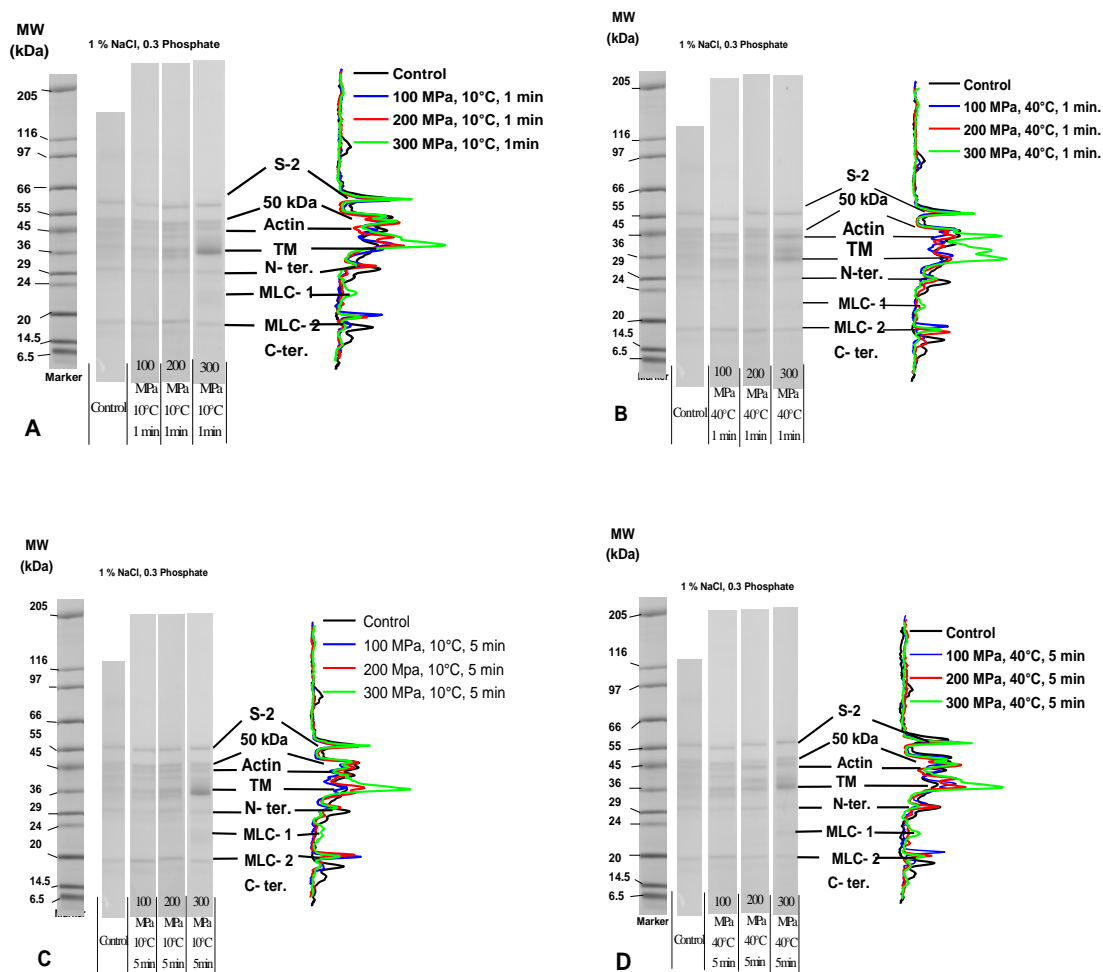 MW
(kDa)
1 % NaCl, 0.3 Phosphate
205
116
97
66
55
45
36
29
24
20
14.5
6.5
Marker
Control
100
MPa
10°C
1 min
200
MPa
10°C
1min
300
MPa
10°C
1min
S-2
50 kDa
Actin
TM
N- ter.
MLC- 1
MLC- 2
C-ter.
Control
100 MPa, 10°C, 1 min
200 MPa, 10°C, 1 min
300 MPa, 10°C, 1min
A
MW
(kDa)
1 % NaCl, 0.3 Phosphate
205
116
97
66
55
45
36
29
24
20
14.5
6.5
Marker
Control
100
MPa
40°C
1 min
200
MPa
40°C
1min
300
MPa
40°C
1min
S-2
50 kDa
Actin
TM
N-ter.
MLC- 1
MLC- 2
C- ter.
Control
100 MPa, 40°C, 1 min.
200 MPa, 40°C, 1 min.
300 MPa, 40°C, 1 min.
B
MW
(kDa)
1 % NaCl, 0.3 Phosphate
205
116
97
66
45
36
29
24
20
14.5
6.5
Marker
Control
100
MPa
10°C
5 min
200
MPa
10°C
5 min
300
MPa
10°C
5min
S-2
50 kDa
Actin
TM
N- ter.
MLC- 1
MLC- 2
C- ter.
Control
100 MPa, 10°C, 5 min
200 Mpa, 10°C, 5 min
300 MPa, 10°C, 5 min
C
MW
(kDa)
1 % NaCl, 0.3 Phosphate
205
116
97
66
55
45
36
29
24
20
14.5
6.5
Marker
Control
100
MPa
40°C
5 min
200
MPa
40°C
5min
300
MPa
40°C
5min
S-2
50 kDa
Actin
TM
N-ter.
MLC- 1
MLC- 2
C- ter.
Control
100 MPa, 40°C, 5 min
200 MPa, 40°C, 5 min
300 MPa, 40°C, 5 min
D